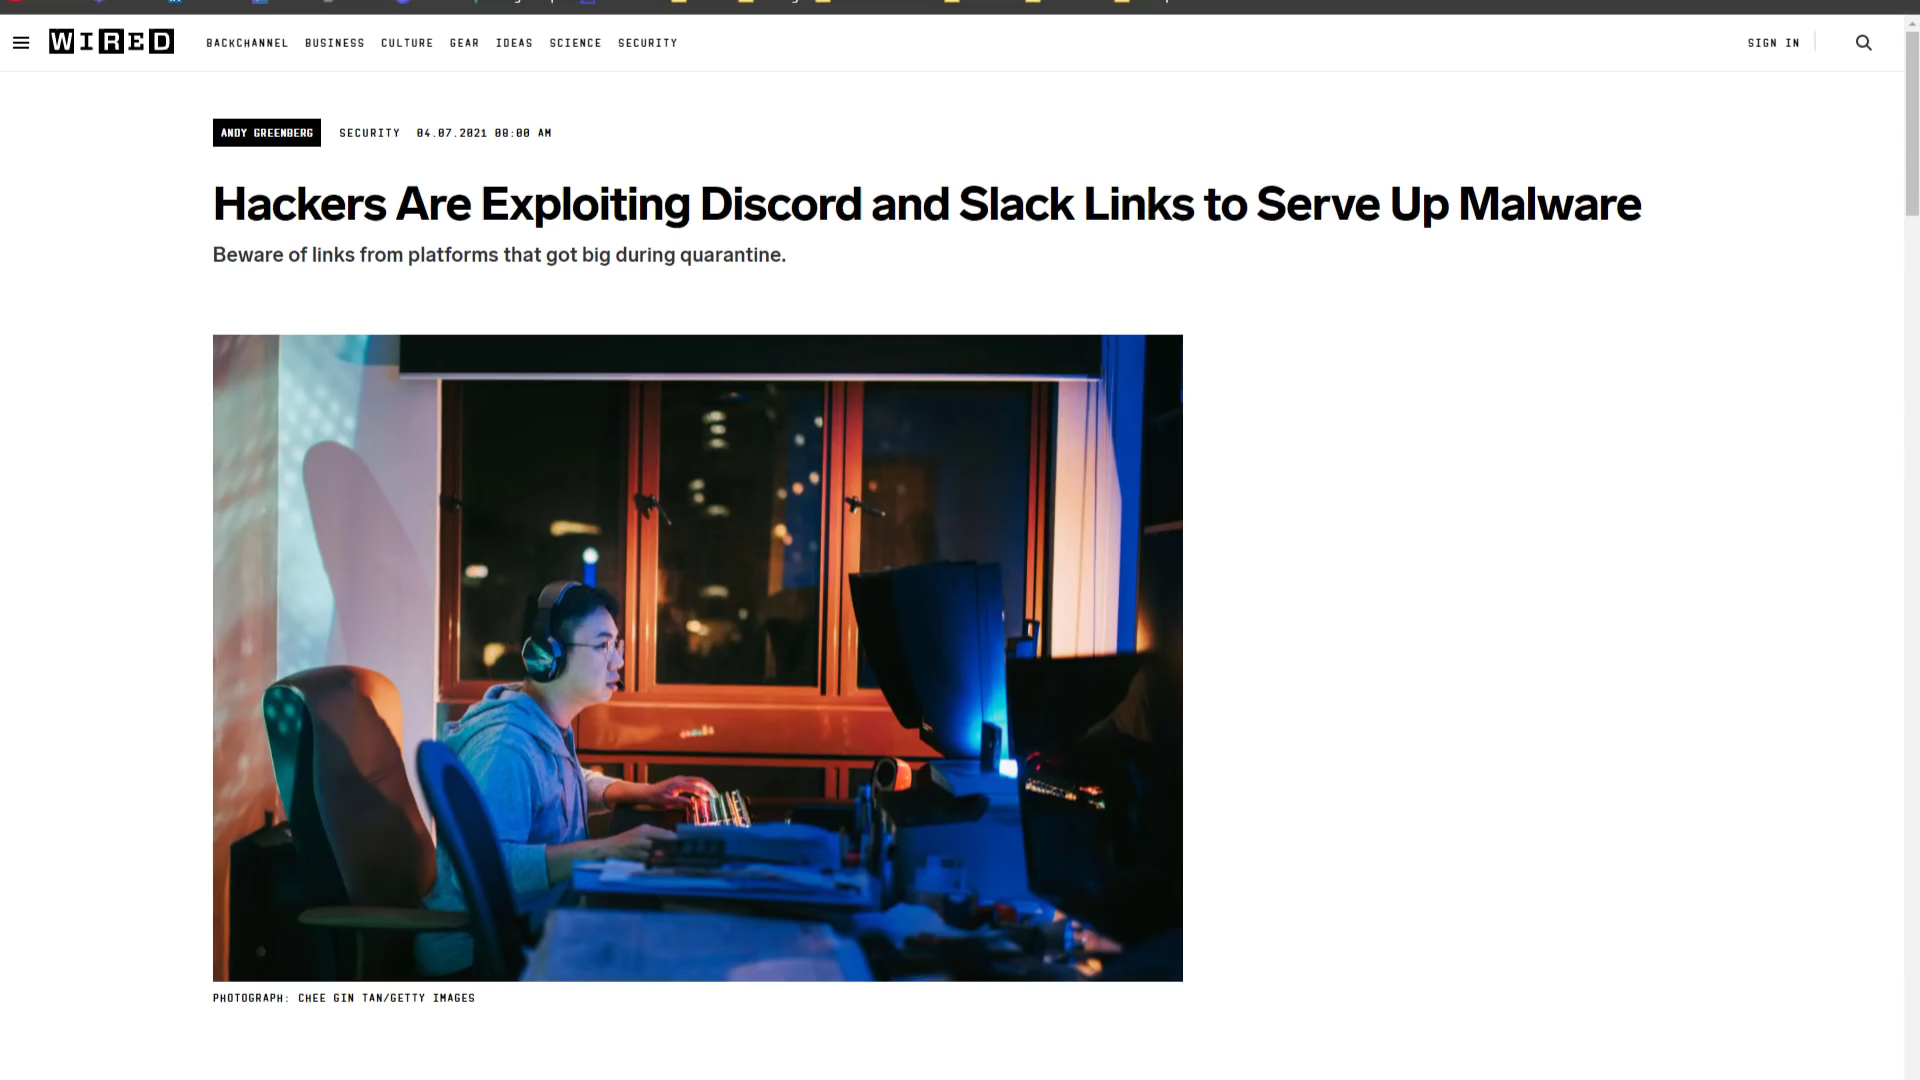 WIRED
BACKCHANNEL BUSINESS CULTURE GEAR IDEAS SCIENCE SECURITY
SIGN IN
ANDY GREENBERG SECURITY 04.07.2021 08:00 AM
Hackers Are Exploiting Discord and Slack Links to Serve Up Malware
Beware of links from platforms that got big during quarantine.
PHOTOGRAPH: CHEE GIN TAN/GETTY IMAGES